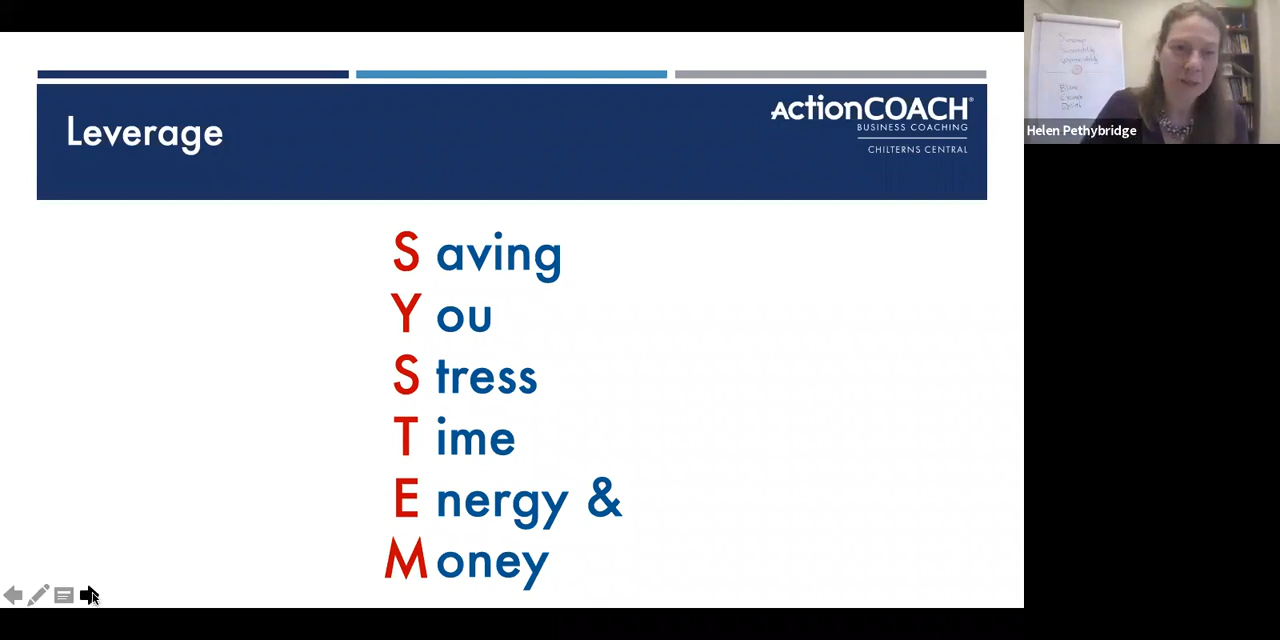 Leverage
ActionCOACH®
BUSINESS COACHING
CHILTERNS CENTRAL
S aving
Y ou
S tress
T ime
E nergy &
M oney
Helen Pethybridge